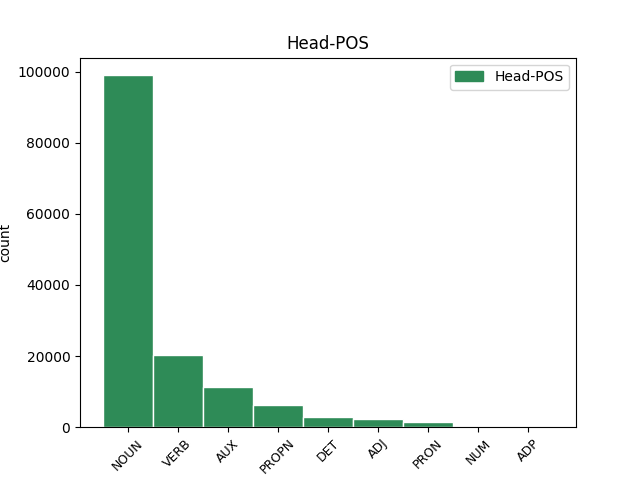 Head-POS
Head-POS
100000
80000
60000
40000
20000
0
count
NOUN
VERB
AUX
PROPN
DET
ADJ
PRON
NUM
ADP